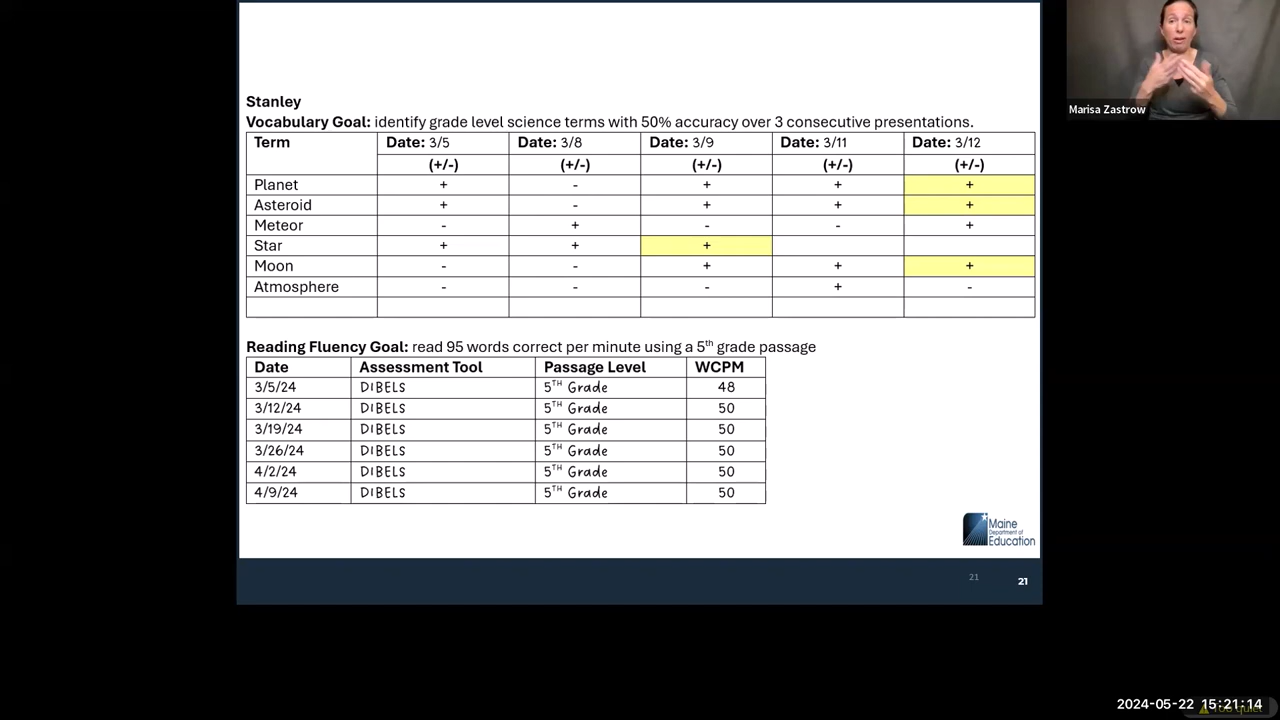 Marisa Zastrow
Stanley
Vocabulary Goal: identify grade level science terms with 50% accuracy over 3 consecutive presentations.
Term Date: 3/5 Date: 3/8 Date: 3/9 Date: 3/11 Date: 3/12
(+/-) (+/-) (+/-) (+/-) (+/-)
Planet + - + + +
Asteroid + - + + +
Meteor - + - - +
Star + + +
Moon - - + + +
Atmosphere - - - + -
Reading Fluency Goal: read 95 words correct per minute using a 5th grade passage
Date Assessment Tool Passage Level WCPM
3/5/24 DIBELS 5TH Grade 48
3/12/24 DIBELS 5TH Grade 50
3/19/24 DIBELS 5TH Grade 50
3/26/24 DIBELS 5TH Grade 50
4/2/24 DIBELS 5TH Grade 50
4/9/24 DIBELS 5TH Grade 50
Maine
Department of
Education
21 21
2024-05-22 15:21:14